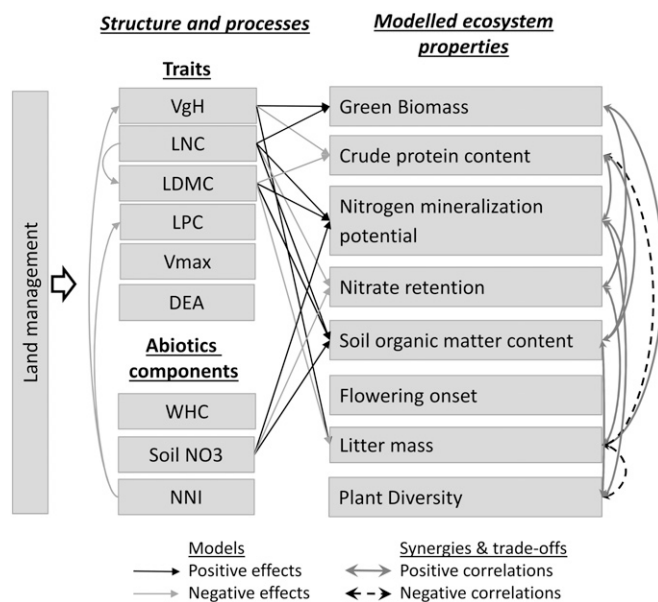 Structure and processes
Modelled ecosystem
properties
Land management
Traits
VgH
LNC
LDMC
LPC
Vmax
DEA
Abiotics
components
WHC
Soil NO3
NNI
Green Biomass
Crude protein content
Nitrogen mineralization
potential
Nitrate retention
Soil organic matter content
Flowering onset
Litter mass
Plant Diversity
Models
Positive effects
Negative effects
Synergies & trade-offs
Positive correlations
Negative correlations